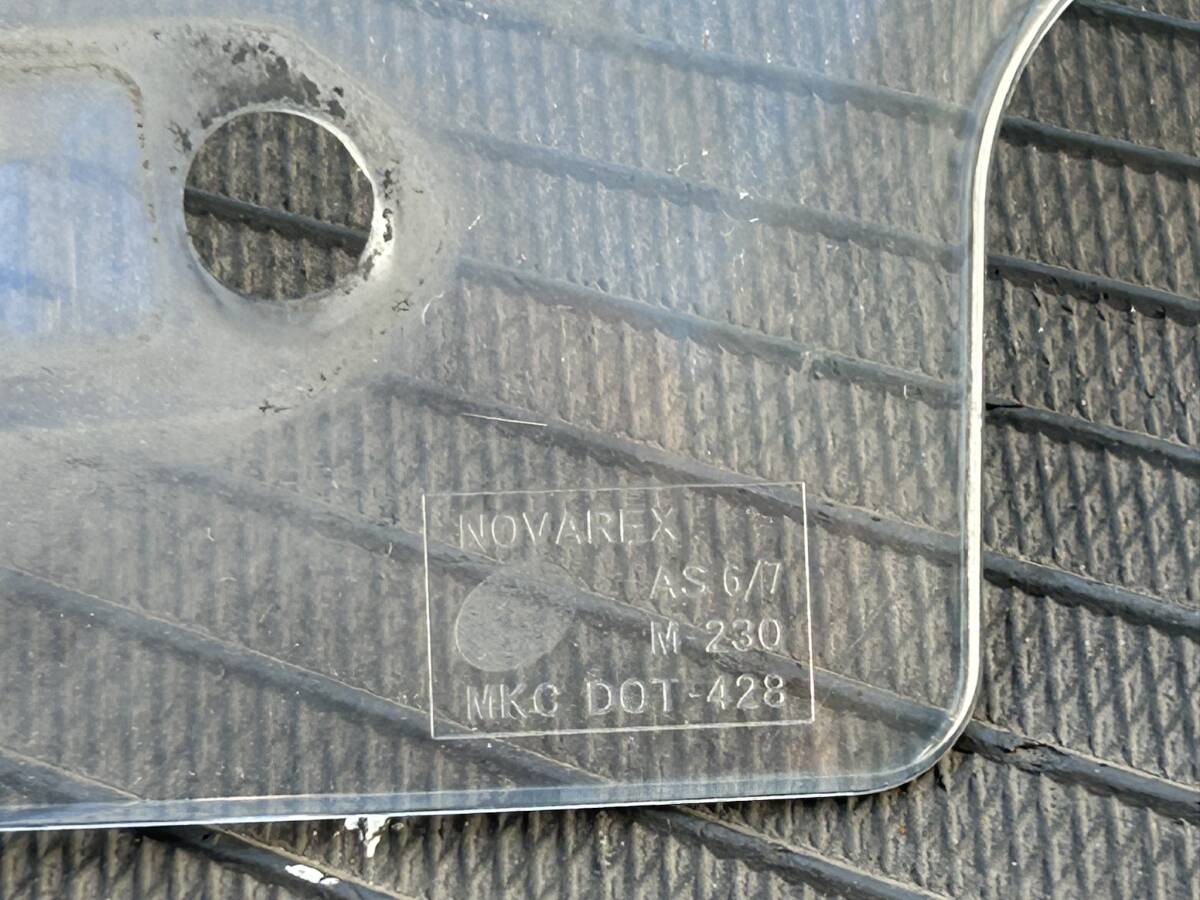 NOVAREX
AS 6/7
M-230
MKC DOT-428